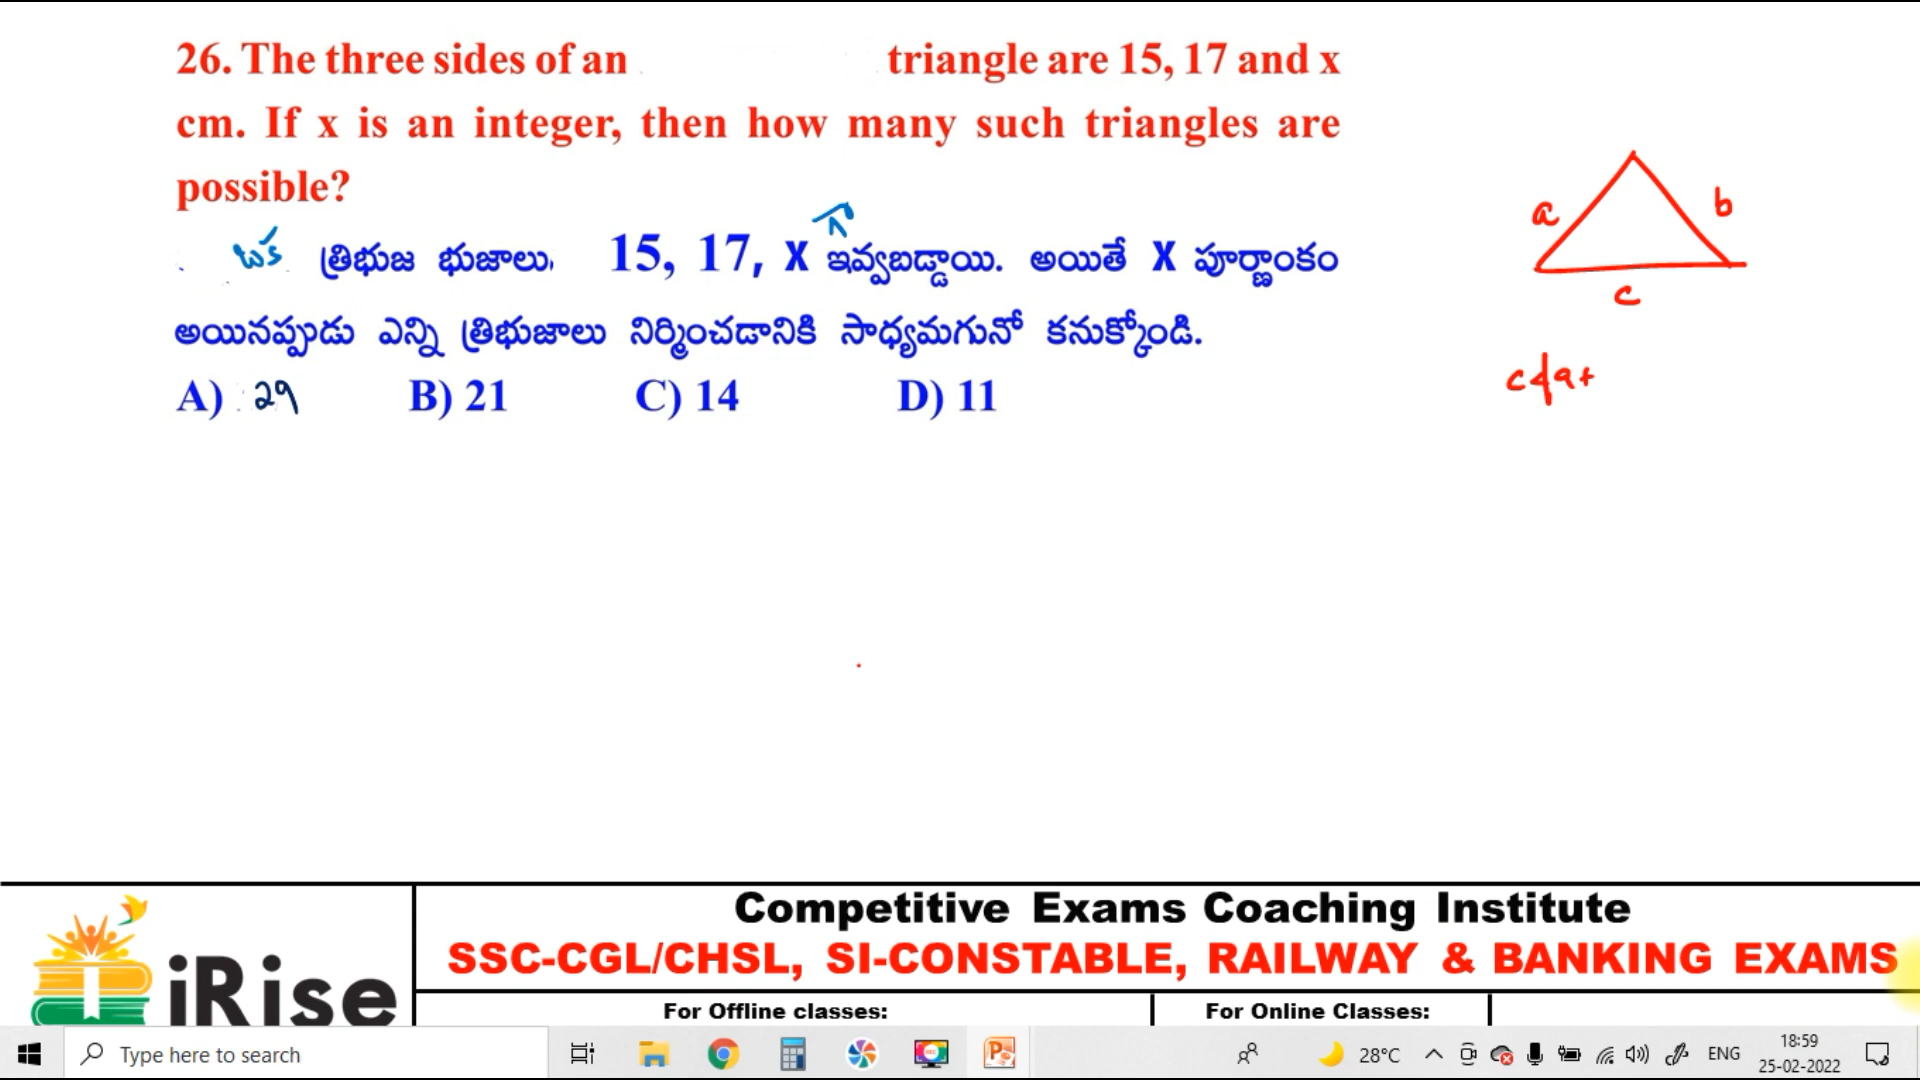 26. The three sides of an triangle are 15, 17 and x
cm. If x is an integer, then how many such triangles are
possible?
ఒక త్రిభుజ భుజాలు 15, 17, x గా ఇవ్వబడ్డాయి. అయితే x పూర్ణాంకం
అయినప్పుడు ఎన్ని త్రిభుజాలు నిర్మించడానికి సాధ్యమగునో కనుక్కోండి.
A) 29 B) 21 C) 14 D) 11
a b
c
c < a +
Competitive Exams Coaching Institute
SSC-CGL/CHSL, SI-CONSTABLE, RAILWAY & BANKING EXAMS
iRise
For Offline classes: For Online Classes:
Type here to search
28°C ENG
18:59
25-02-2022